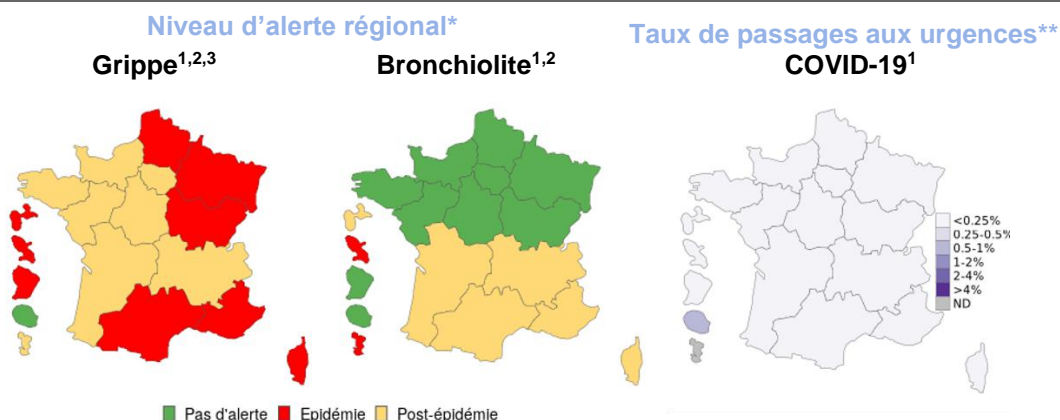 Niveau d'alerte régional*
Taux de passages aux urgences**
Grippe1,2,3
Bronchiolite1,2
COVID-191
<0.25%
0.25-0.5%
0.5-1%
1-2%
2-4%
>4%
ND
Pas d'alerte Epidémie Post-épidémie